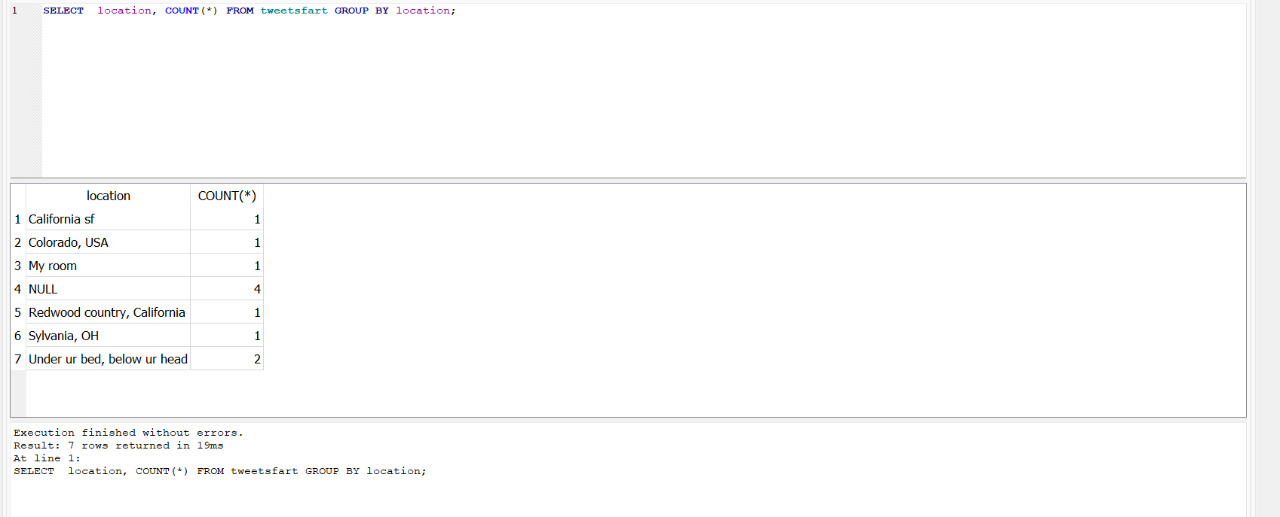 1 SELECT  location, COUNT(*) FROM tweetsfart GROUP BY location;
location COUNT(*)
1 California sf 1
2 Colorado, USA 1
3 My room 1
4 NULL 4
5 Redwood country, California 1
6 Sylvania, OH 1
7 Under ur bed, below ur head 2
Execution finished without errors.
Result: 7 rows returned in 19ms
At line 1:
SELECT  location, COUNT(*) FROM tweetsfart GROUP BY location;